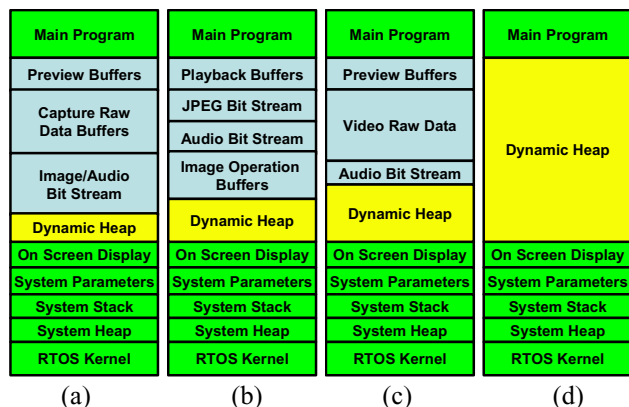 Main Program
Preview Buffers
Capture Raw
Data Buffers
Image/Audio
Bit Stream
Dynamic Heap
On Screen Display
System Parameters
System Stack
System Heap
RTOS Kernel
(a)
Main Program
Playback Buffers
JPEG Bit Stream
Audio Bit Stream
Image Operation
Buffers
Dynamic Heap
On Screen Display
System Parameters
System Stack
System Heap
RTOS Kernel
(b)
Main Program
Preview Buffers
Video Raw Data
Audio Bit Stream
Dynamic Heap
On Screen Display
System Parameters
System Stack
System Heap
RTOS Kernel
(c)
Main Program
Dynamic Heap
On Screen Display
System Parameters
System Stack
System Heap
RTOS Kernel
(d)